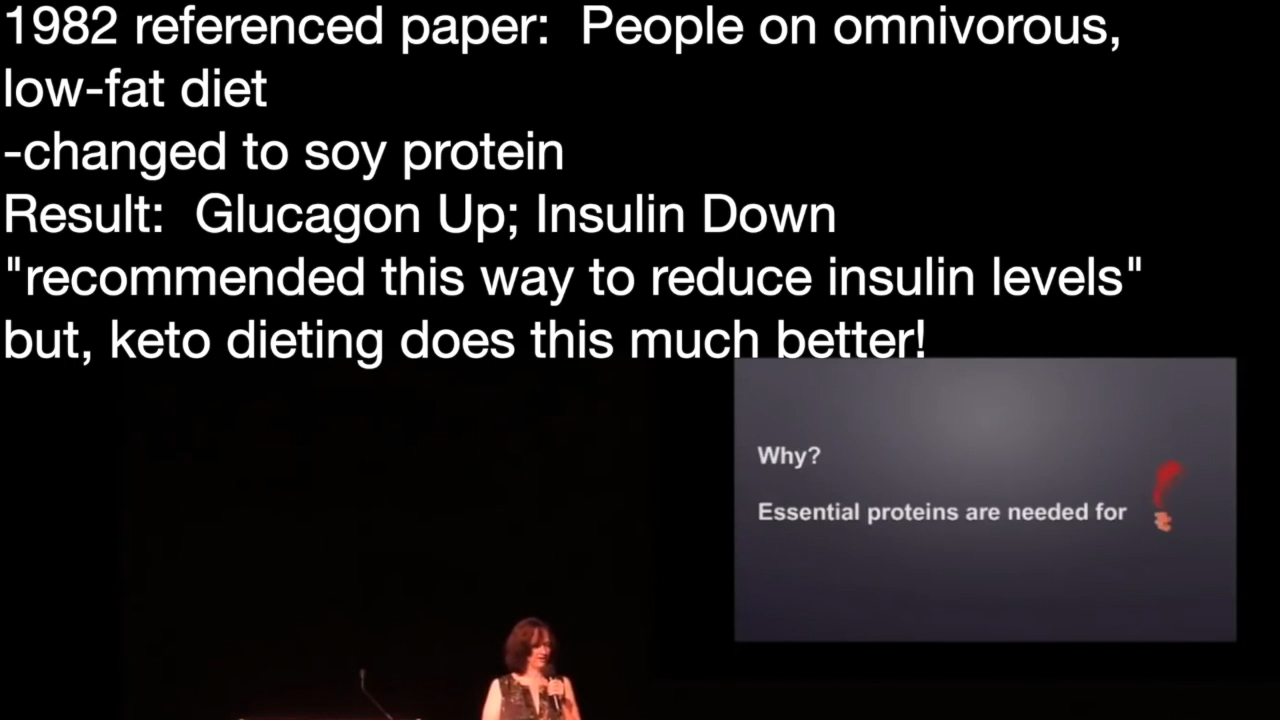 1982 referenced paper:  People on omnivorous,
low-fat diet
-changed to soy protein
Result:  Glucagon Up; Insulin Down
"recommended this way to reduce insulin levels"
but, keto dieting does this much better!
Why?
Essential proteins are needed for